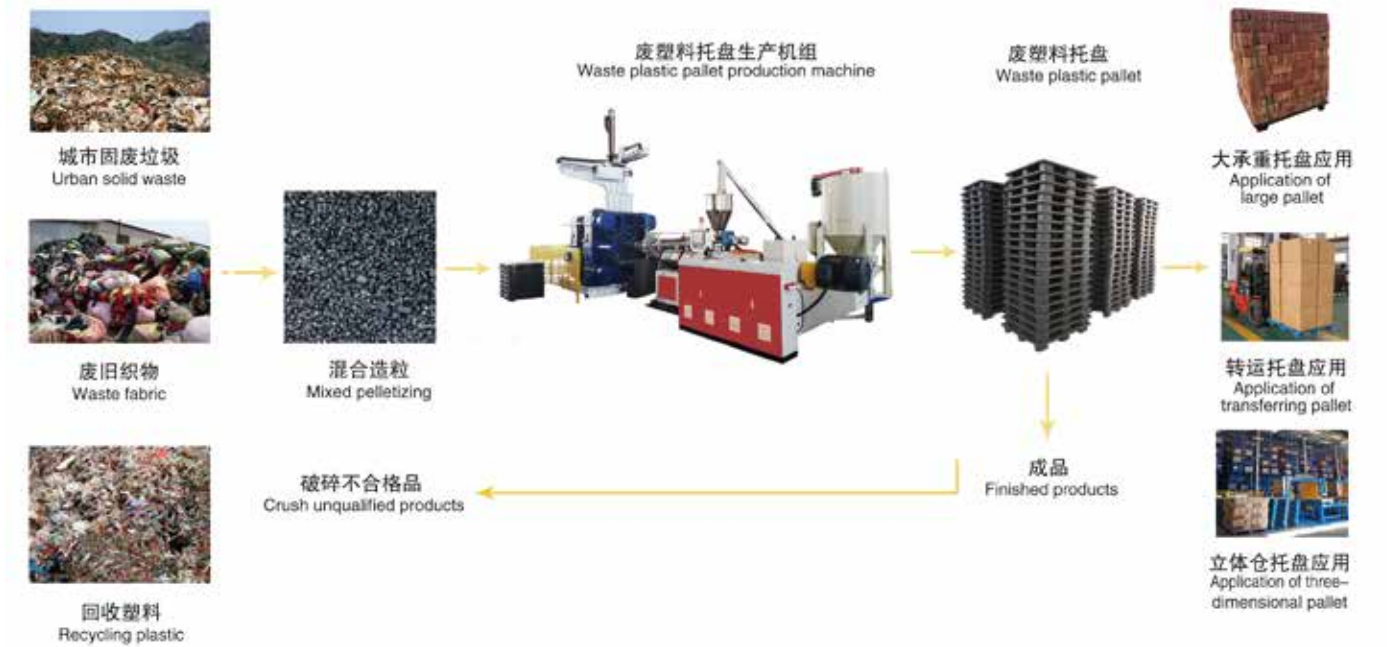 城市固废垃圾
Urban solid waste
废旧织物
Waste fabric
回收塑料
Recycling plastic
混合造粒
Mixed pelletizing
废塑料托盘生产机组
Waste plastic pallet production machine
废塑料托盘
Waste plastic pallet
成品
Finished products
破碎不合格品
Crush unqualified products
大承重托盘应用
Application of
large pallet
转运托盘应用
Application of
transferring pallet
立体仓托盘应用
Application of three–
dimensional pallet